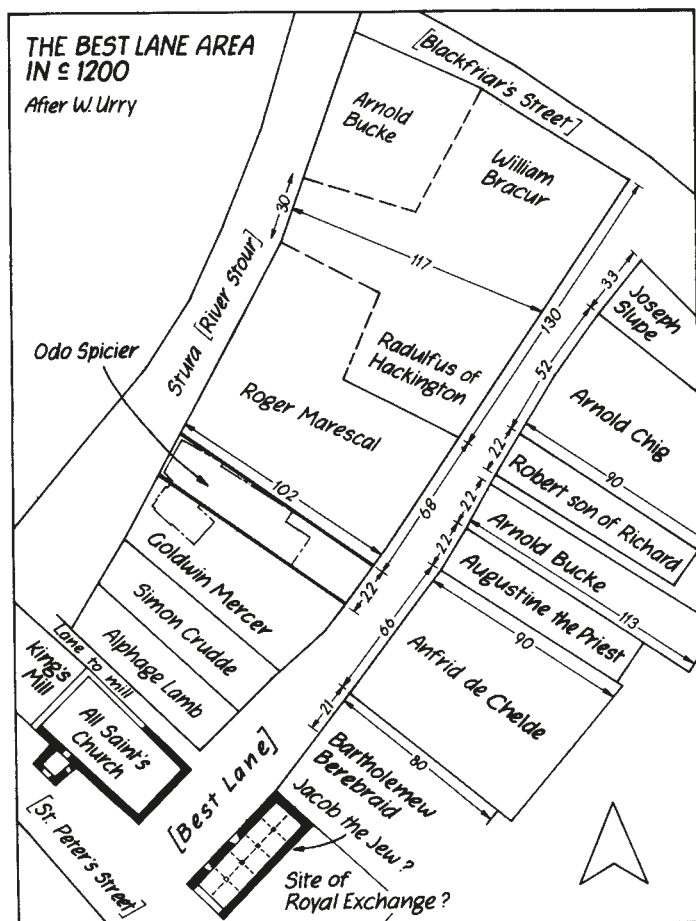 THE BEST LANE AREA
IN c 1200
After W. Urry
[Blackfriar's Street]
Arnold
Bucke
William
Bracur
30
117
Stura [River Stour]
130
33
Joseph
Slupe
52
Odo Spicier
Radulfus of
Hackington
Roger Marescal
Arnold Chig
22
22
90
102
68
22
Robert son of Richard
22
Arnold Bucke
Goldwin Mercer
22
Augustine the Priest
113
Simon Crudde
66
90
Lane to mill
Alphage Lamb
Anfrid de Chelde
King's
Mill
All Saint's
Church
21
80
[Best Lane]
Bartholemew
Berebraid
Jacob the Jew?
[St. Peter's Street]
Site of
Royal Exchange?